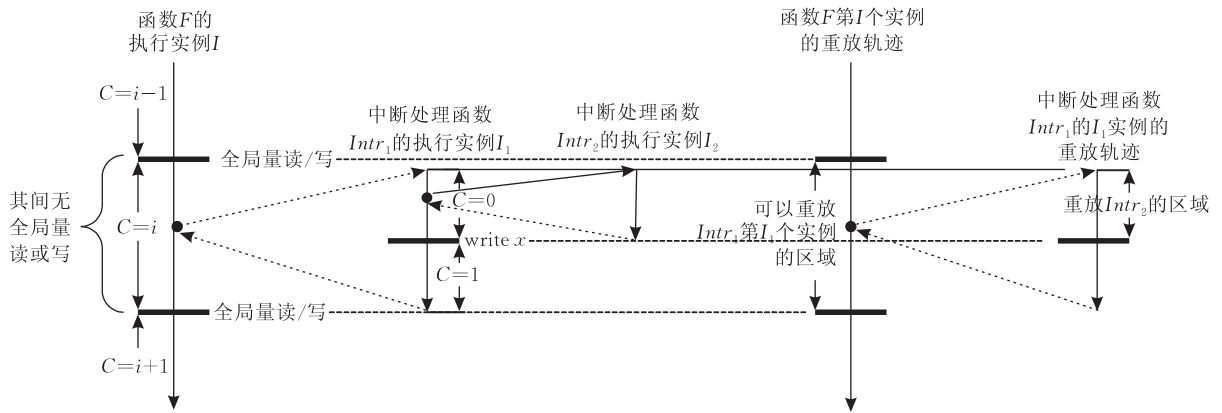 函数F的
执行实例I
C=i−1
全局量读/写
其间无
全局量
读或写
C=i
全局量读/写
C=i+1
中断处理函数
Intr₁的执行实例I₁
中断处理函数
Intr₂的执行实例I₂
C=0
write x
C=1
函数F第I个实例
的重放轨迹
可以重放
Intr₁第I₁个实例
的区域
中断处理函数
Intr₁的I₁实例的
重放轨迹
重放Intr₂的区域